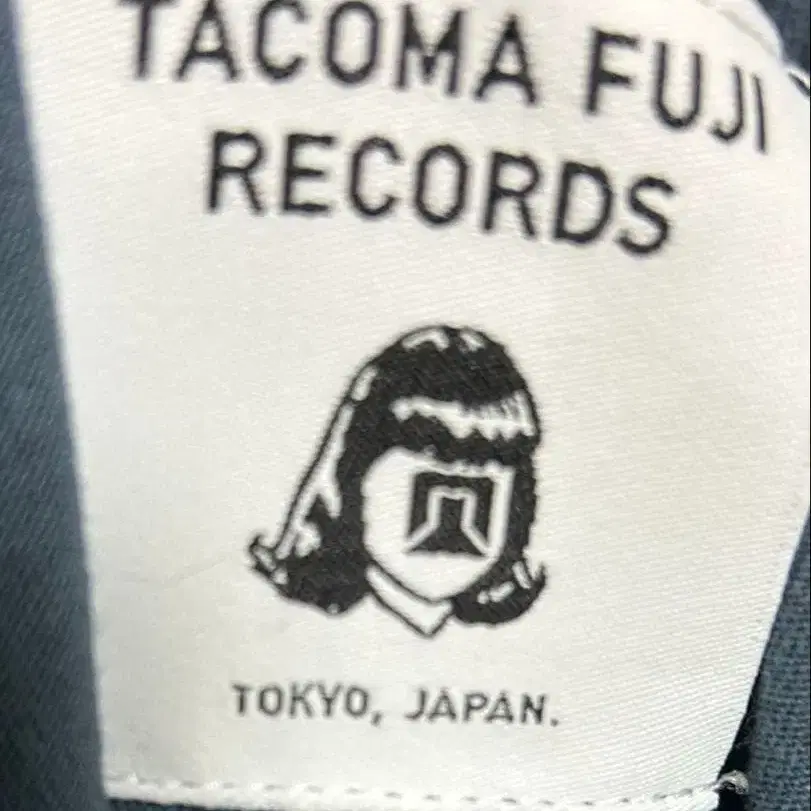 TACOMA FUJI
RECORDS
TOKYO, JAPAN.